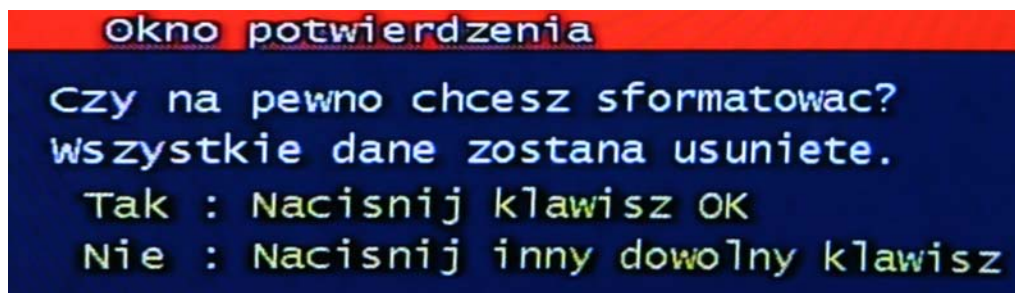 Okno potwierdzenia
Czy na pewno chcesz sformatowac?
Wszystkie dane zostana usuniete.
Tak : Nacisnij klawisz OK
Nie : Nacisnij inny dowolny klawisz